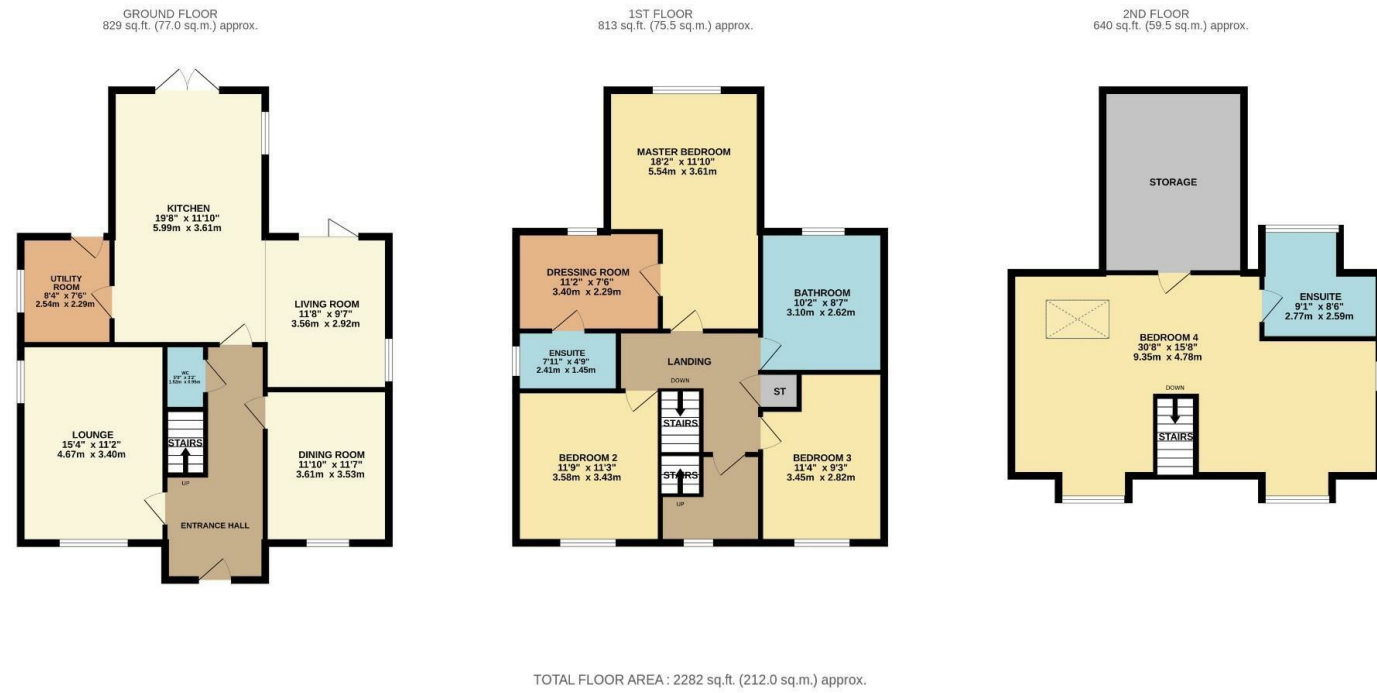 GROUND FLOOR
829 sq.ft. (77.0 sq.m.) approx.
KITCHEN
19'8" x 11'10"
5.99m x 3.61m
UTILITY
ROOM
8'4" x 7'6"
2.54m x 2.29m
LIVING ROOM
11'8" x 9'7"
3.56m x 2.92m
WC
LOUNGE
15'4" x 11'2"
4.67m x 3.40m
STAIRS
UP
DINING ROOM
11'10" x 11'7"
3.61m x 3.53m
ENTRANCE HALL
1ST FLOOR
813 sq.ft. (75.5 sq.m.) approx.
MASTER BEDROOM
18'2" x 11'10"
5.54m x 3.61m
DRESSING ROOM
11'2" x 7'6"
3.40m x 2.29m
BATHROOM
10'2" x 8'7"
3.10m x 2.62m
ENSUITE
7'11" x 4'9"
2.41m x 1.45m
LANDING
DOWN
ST
STAIRS
BEDROOM 2
11'9" x 11'3"
3.58m x 3.43m
STAIRS
UP
BEDROOM 3
11'4" x 9'3"
3.45m x 2.82m
2ND FLOOR
640 sq.ft. (59.5 sq.m.) approx.
STORAGE
ENSUITE
9'1" x 8'6"
2.77m x 2.59m
BEDROOM 4
30'8" x 15'8"
9.35m x 4.78m
DOWN
STAIRS
TOTAL FLOOR AREA : 2282 sq.ft. (212.0 sq.m.) approx.